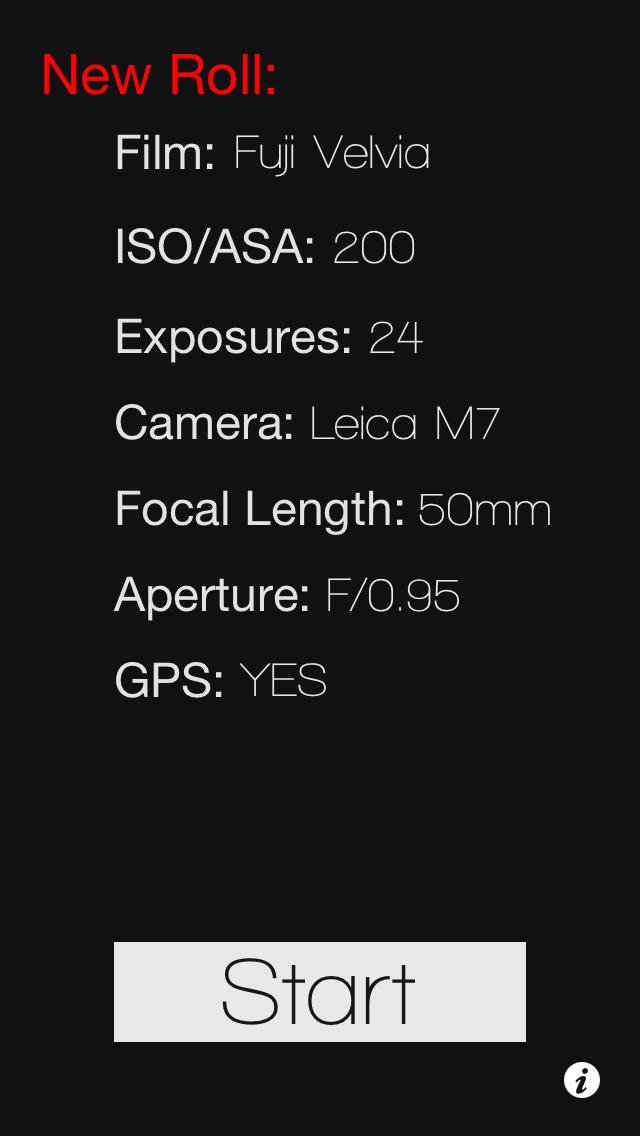 New Roll:
Film: Fuji Velvia
ISO/ASA: 200
Exposures: 24
Camera: Leica M7
Focal Length: 50mm
Aperture: F/0.95
GPS: YES
Start
i